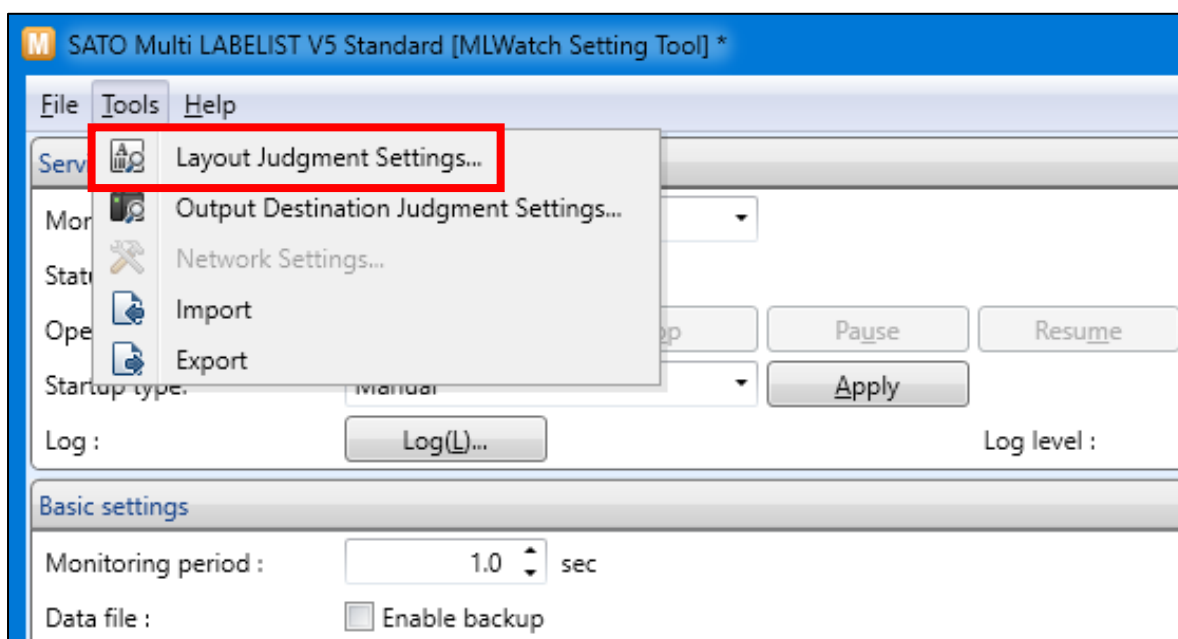 M SATO Multi LABELIST V5 Standard [MLWatch Setting Tool] *
File Tools Help
Layout Judgment Settings...
Output Destination Judgment Settings...
Network Settings...
Import
Export
Pause Resume
Startup type: Manual Apply
Log : Log(L)... Log level :
Basic settings
Monitoring period : 1.0 sec
Data file : Enable backup